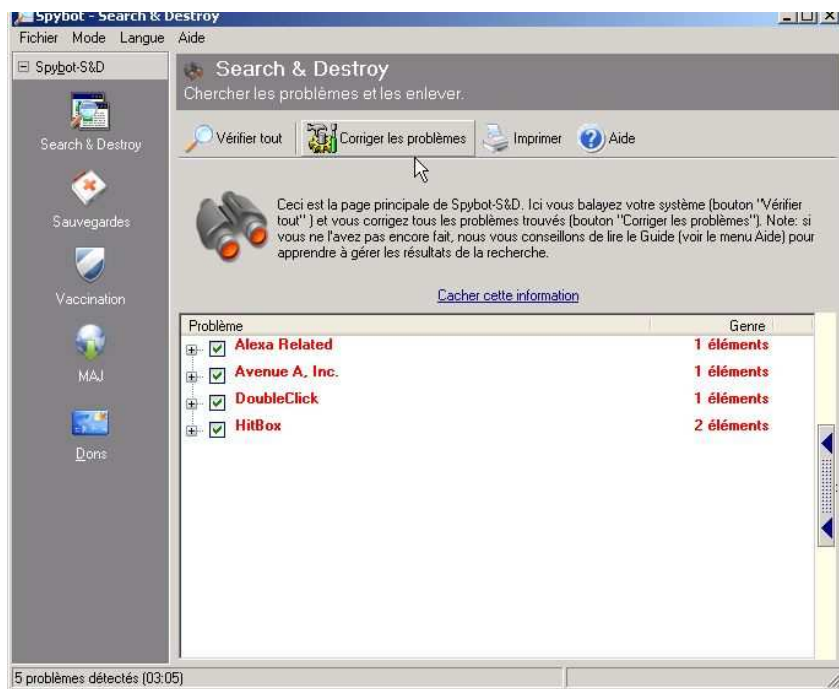 Spybot - Search & Destroy
Fichier Mode Langue Aide
Spybot-S&D
Search & Destroy
Sauvegardes
Vaccination
MAJ
Dons
Search & Destroy
Chercher les problèmes et les enlever.
Vérifier tout Corriger les problèmes Imprimer Aide
Ceci est la page principale de Spybot-S&D. Ici vous balayez votre système (bouton "Vérifier
tout" ) et vous corrigez tous les problèmes trouvés (bouton "Corriger les problèmes"). Note: si
vous ne l'avez pas encore fait, nous vous conseillons de lire le Guide (voir le menu Aide) pour
apprendre à gérer les résultats de la recherche.
Cacher cette information
Problème Genre
Alexa Related 1 éléments
Avenue A, Inc. 1 éléments
DoubleClick 1 éléments
HitBox 2 éléments
5 problèmes détectés (03:05)